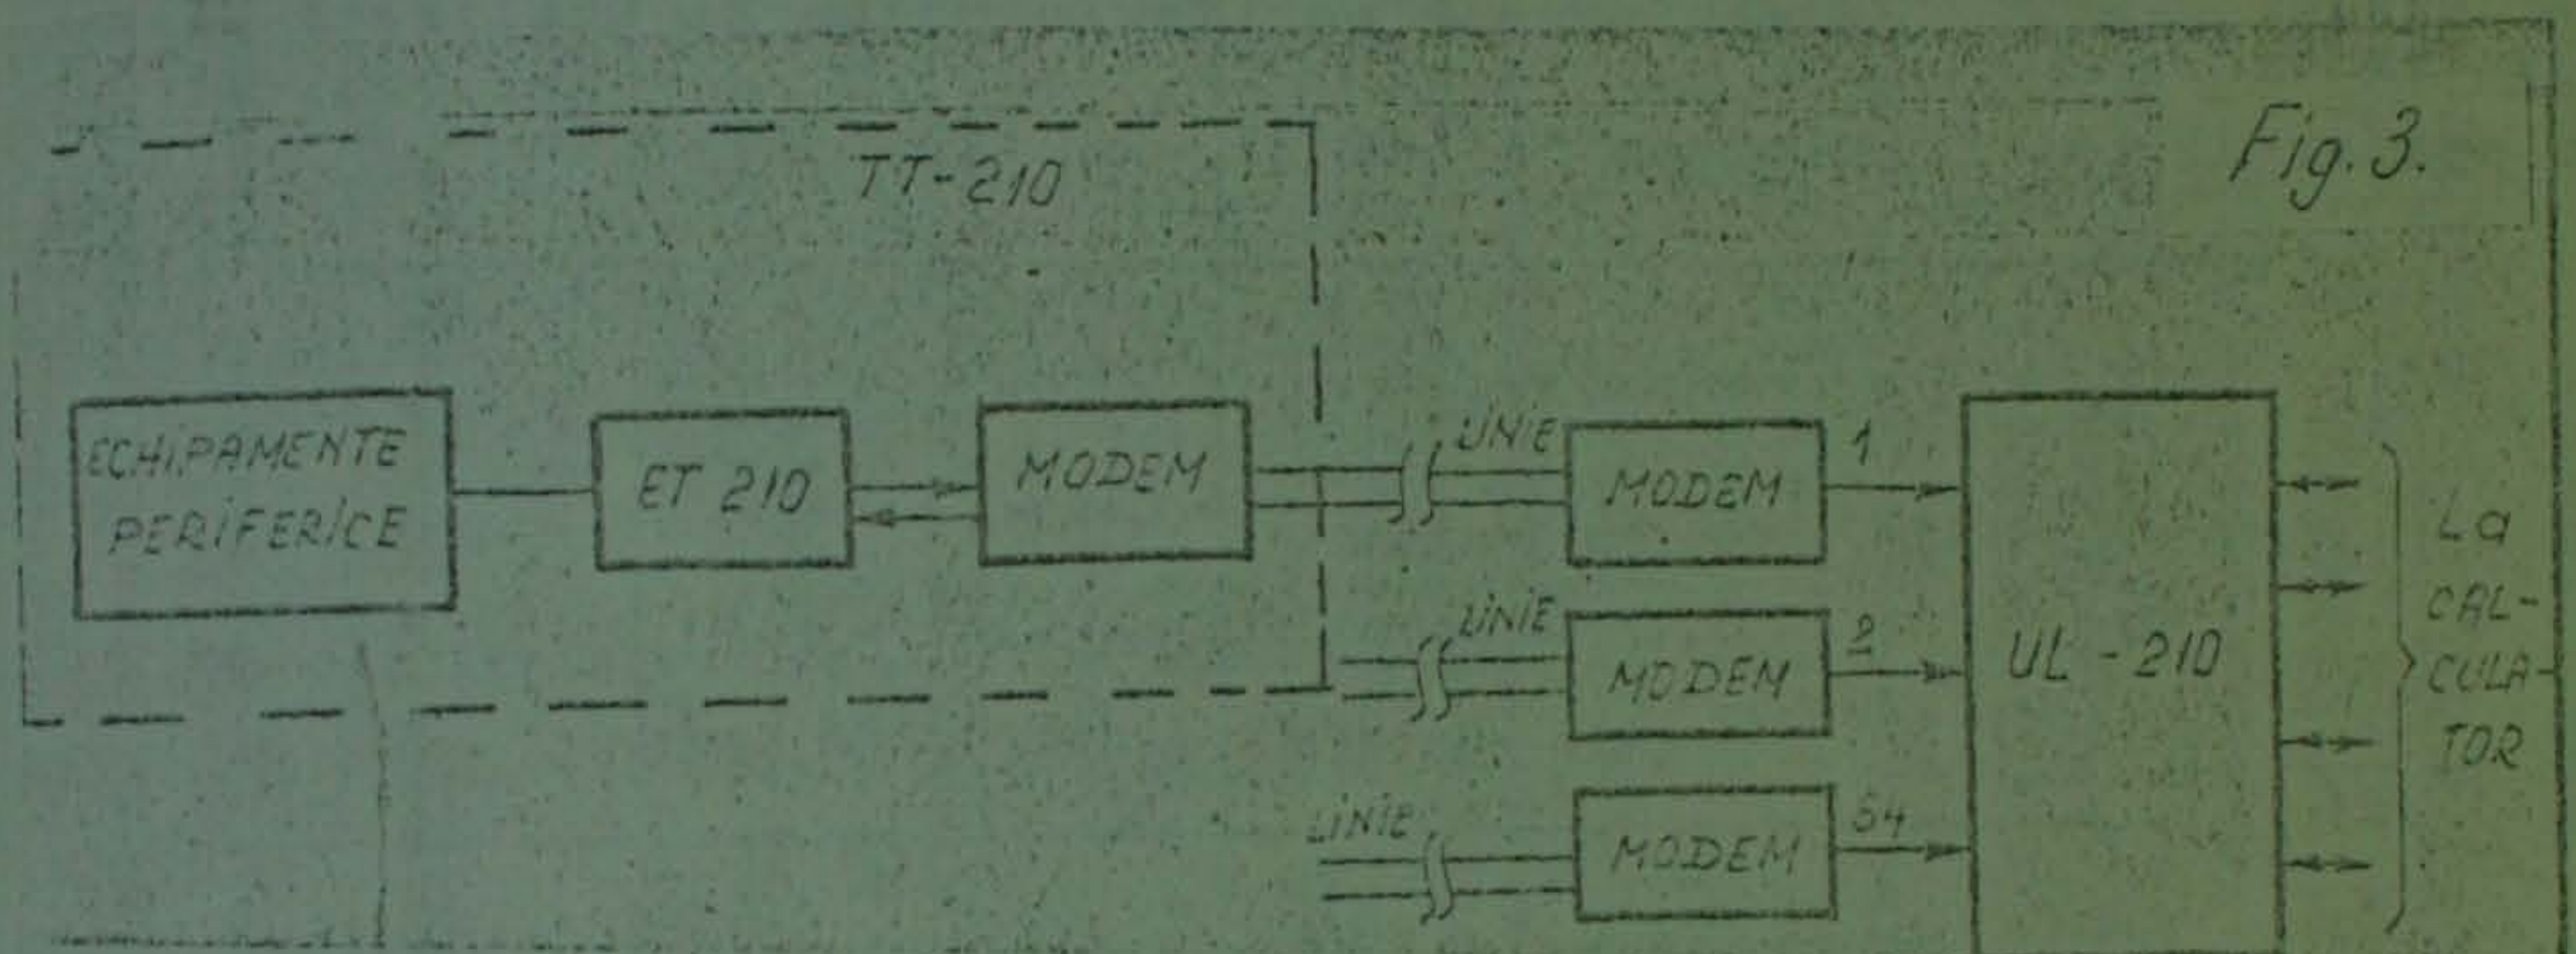 Fig. 3.
TT-210
ECHIPAMENTE
PERIFERICE
ET 210
MODEM
LINIE
MODEM
1
LINIE
MODEM
2
LINIE
MODEM
UL - 210
La
CAL-
CULA-
TOR